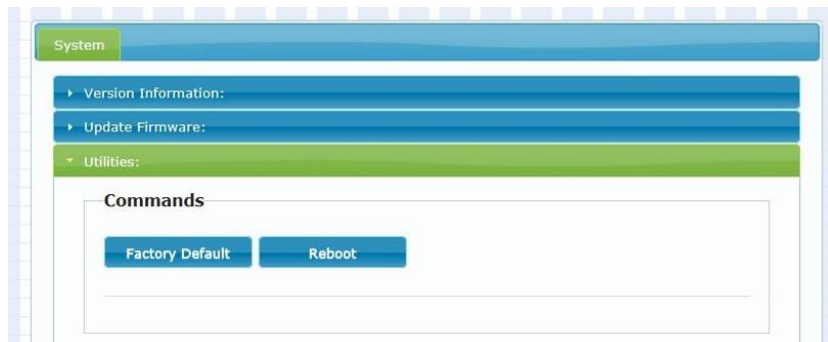 System
Version Information:
Update Firmware:
Utilities:
Commands
Factory Default Reboot